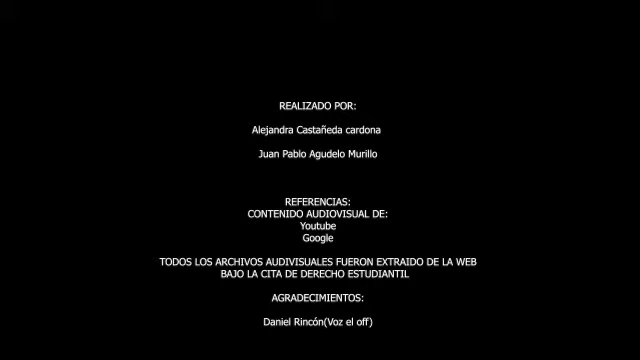 REALIZADO POR:
Alejandra Castañeda cardona
Juan Pablo Agudelo Murillo
REFERENCIAS:
CONTENIDO AUDIOVISUAL DE:
Youtube
Google
TODOS LOS ARCHIVOS AUDIVISUALES FUERON EXTRAIDO DE LA WEB
BAJO LA CITA DE DERECHO ESTUDIANTIL
AGRADECIMIENTOS:
Daniel Rincón(Voz el off)